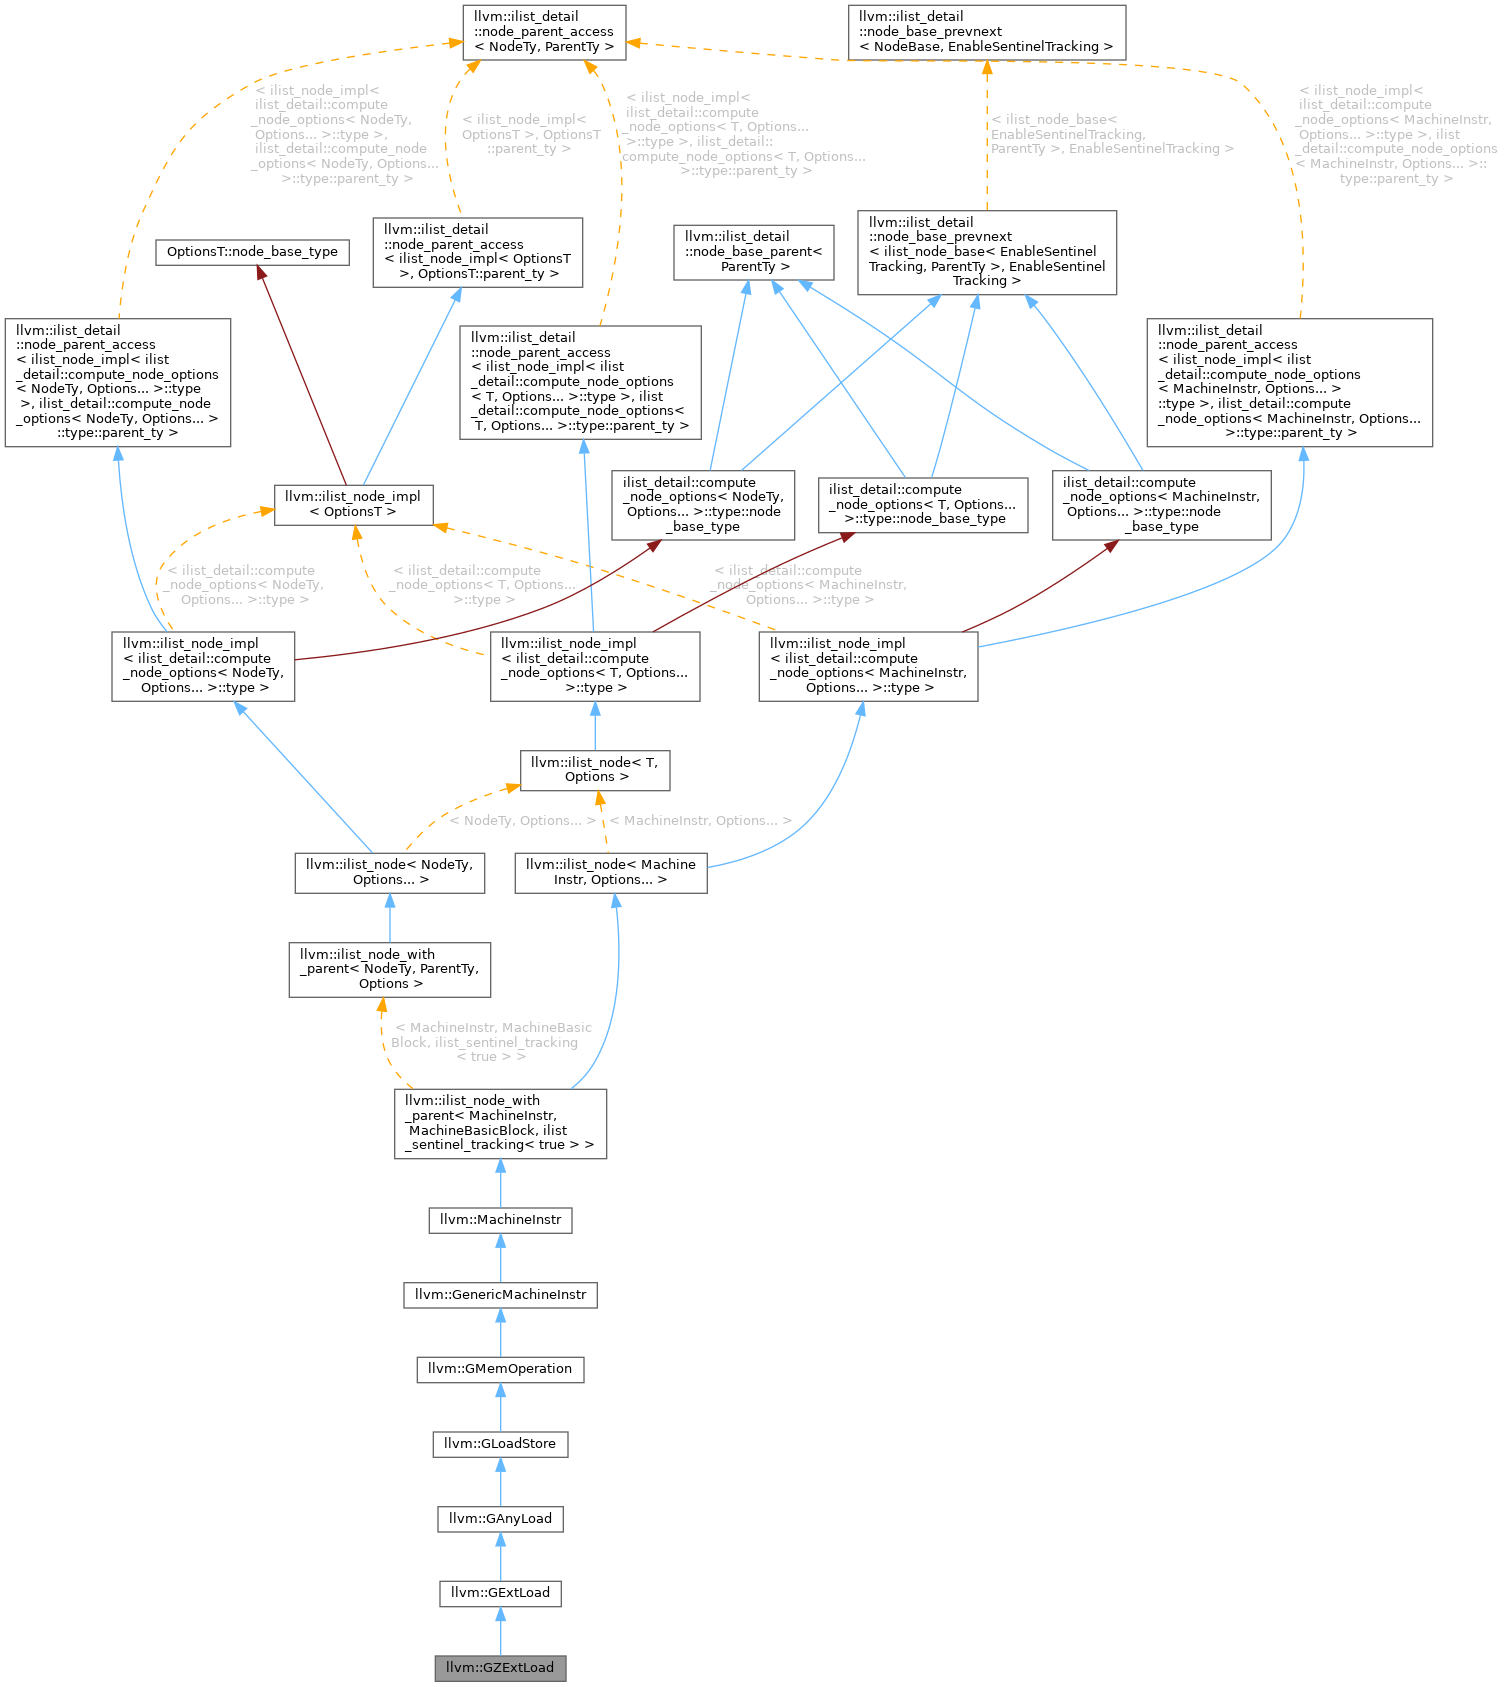 llvm::ilist_detail
::node_parent_access
< NodeTy, ParentTy >
llvm::ilist_detail
::node_base_prevnext
< NodeBase, EnableSentinelTracking >
< ilist_node_impl<
ilist_detail::compute
_node_options< NodeTy,
Options... >::type >,
ilist_detail::compute_node
_options< NodeTy, Options...
>::type::parent_ty >
< ilist_node_impl<
OptionsT >, OptionsT
::parent_ty >
< ilist_node_impl<
ilist_detail::compute
_node_options< T, Options...
>::type >, ilist_detail::
compute_node_options< T, Options...
>::type::parent_ty >
< ilist_node_base<
EnableSentinelTracking,
ParentTy >, EnableSentinelTracking >
< ilist_node_impl<
ilist_detail::compute
_node_options< MachineInstr,
Options... >::type >, ilist
_detail::compute_node_options
< MachineInstr, Options... >::
type::parent_ty >
OptionsT::node_base_type
llvm::ilist_detail
::node_parent_access
< ilist_node_impl< OptionsT
>, OptionsT::parent_ty >
llvm::ilist_detail
::node_base_parent<
ParentTy >
llvm::ilist_detail
::node_base_prevnext
< ilist_node_base< EnableSentinel
Tracking, ParentTy >, EnableSentinel
Tracking >
llvm::ilist_detail
::node_parent_access
< ilist_node_impl< ilist
_detail::compute_node_options
< NodeTy, Options... >::type
>, ilist_detail::compute_node
_options< NodeTy, Options... >
::type::parent_ty >
llvm::ilist_detail
::node_parent_access
< ilist_node_impl< ilist
_detail::compute_node_options
< T, Options... >::type >, ilist
_detail::compute_node_options<
T, Options... >::type::parent_ty >
llvm::ilist_detail
::node_parent_access
< ilist_node_impl< ilist
_detail::compute_node_options
< MachineInstr, Options... >
::type >, ilist_detail::compute
_node_options< MachineInstr, Options...
>::type::parent_ty >
llvm::ilist_node_impl
< OptionsT >
ilist_detail::compute
_node_options< NodeTy,
Options... >::type::node
_base_type
ilist_detail::compute
_node_options< T, Options...
>::type::node_base_type
ilist_detail::compute
_node_options< MachineInstr,
Options... >::type::node
_base_type
< ilist_detail::compute
_node_options< NodeTy,
Options... >::type >
< ilist_detail::compute
_node_options< T, Options...
>::type >
< ilist_detail::compute
_node_options< MachineInstr,
Options... >::type >
llvm::ilist_node_impl
< ilist_detail::compute
_node_options< NodeTy,
Options... >::type >
llvm::ilist_node_impl
< ilist_detail::compute
_node_options< T, Options...
>::type >
llvm::ilist_node_impl
< ilist_detail::compute
_node_options< MachineInstr,
Options... >::type >
llvm::ilist_node< T,
Options >
< NodeTy, Options... >
< MachineInstr, Options... >
llvm::ilist_node< NodeTy,
Options... >
llvm::ilist_node< Machine
Instr, Options... >
llvm::ilist_node_with
_parent< NodeTy, ParentTy,
Options >
< MachineInstr, MachineBasic
Block, ilist_sentinel_tracking
< true > >
llvm::ilist_node_with
_parent< MachineInstr,
MachineBasicBlock, ilist
_sentinel_tracking< true > >
llvm::MachineInstr
llvm::GenericMachineInstr
llvm::GMemOperation
llvm::GLoadStore
llvm::GAnyLoad
llvm::GExtLoad
llvm::GZExtLoad